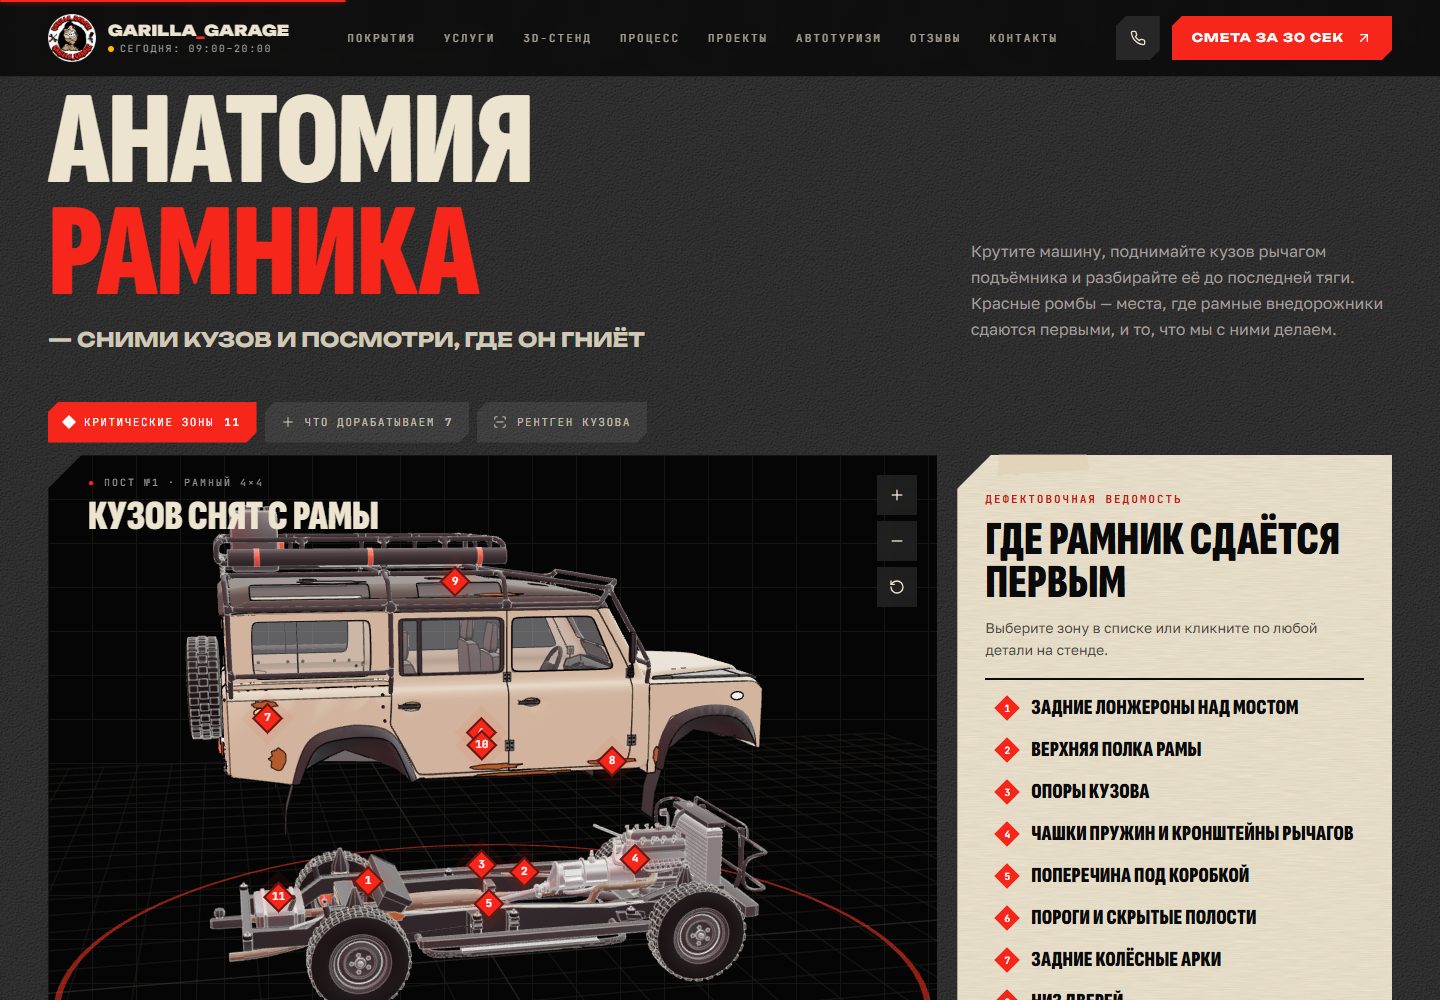 GARILLA_GARAGE
СЕГОДНЯ: 09:00–20:00
ПОКРЫТИЯ
УСЛУГИ
3D-СТЕНД
ПРОЦЕСС
ПРОЕКТЫ
АВТОТУРИЗМ
ОТЗЫВЫ
КОНТАКТЫ
СМЕТА ЗА 30 СЕК
АНАТОМИЯ
РАМНИКА
— СНИМИ КУЗОВ И ПОСМОТРИ, ГДЕ ОН ГНИЁТ
Крутите машину, поднимайте кузов рычагом
подъёмника и разбирайте её до последней тяги.
Красные ромбы — места, где рамные внедорожники
сдаются первыми, и то, что мы с ними делаем.
КРИТИЧЕСКИЕ ЗОНЫ 11
ЧТО ДОРАБАТЫВАЕМ 7
РЕНТГЕН КУЗОВА
ПОСТ №1 · РАМНЫЙ 4×4
КУЗОВ СНЯТ С РАМЫ
9
7
10
8
3
2
4
1
11
5
ДЕФЕКТОВОЧНАЯ ВЕДОМОСТЬ
ГДЕ РАМНИК СДАЁТСЯ
ПЕРВЫМ
Выберите зону в списке или кликните по любой
детали на стенде.
1 ЗАДНИЕ ЛОНЖЕРОНЫ НАД МОСТОМ
2 ВЕРХНЯЯ ПОЛКА РАМЫ
3 ОПОРЫ КУЗОВА
4 ЧАШКИ ПРУЖИН И КРОНШТЕЙНЫ РЫЧАГОВ
5 ПОПЕРЕЧИНА ПОД КОРОБКОЙ
6 ПОРОГИ И СКРЫТЫЕ ПОЛОСТИ
7 ЗАДНИЕ КОЛЁСНЫЕ АРКИ
НИЗ ДВЕРЕЙ